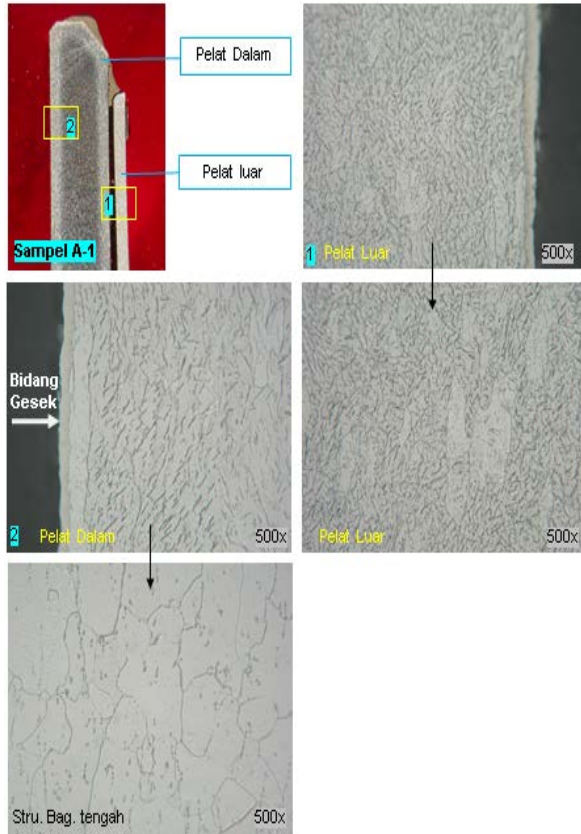 Pelat Dalam
2
Pelat luar
1
Sampel A-1
1 Pelat Luar 500x
Bidang
Gesek
2 Pelat Dalam 500x
Pelat Luar 500x
Stru. Bag. tengah 500x